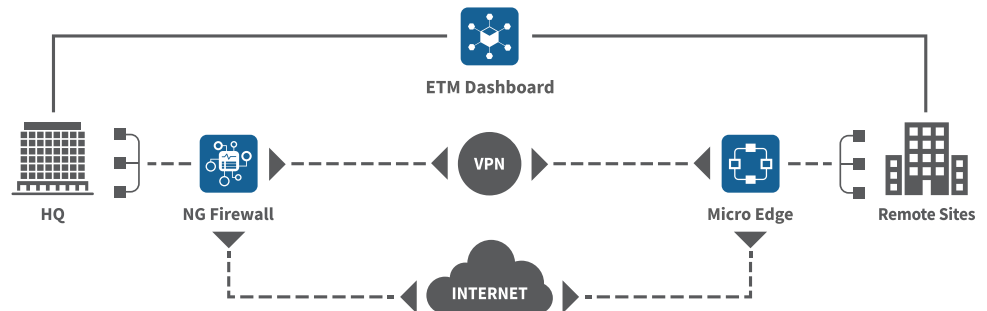 ETM Dashboard
VPN
HQ
NG Firewall
Micro Edge
Remote Sites
INTERNET